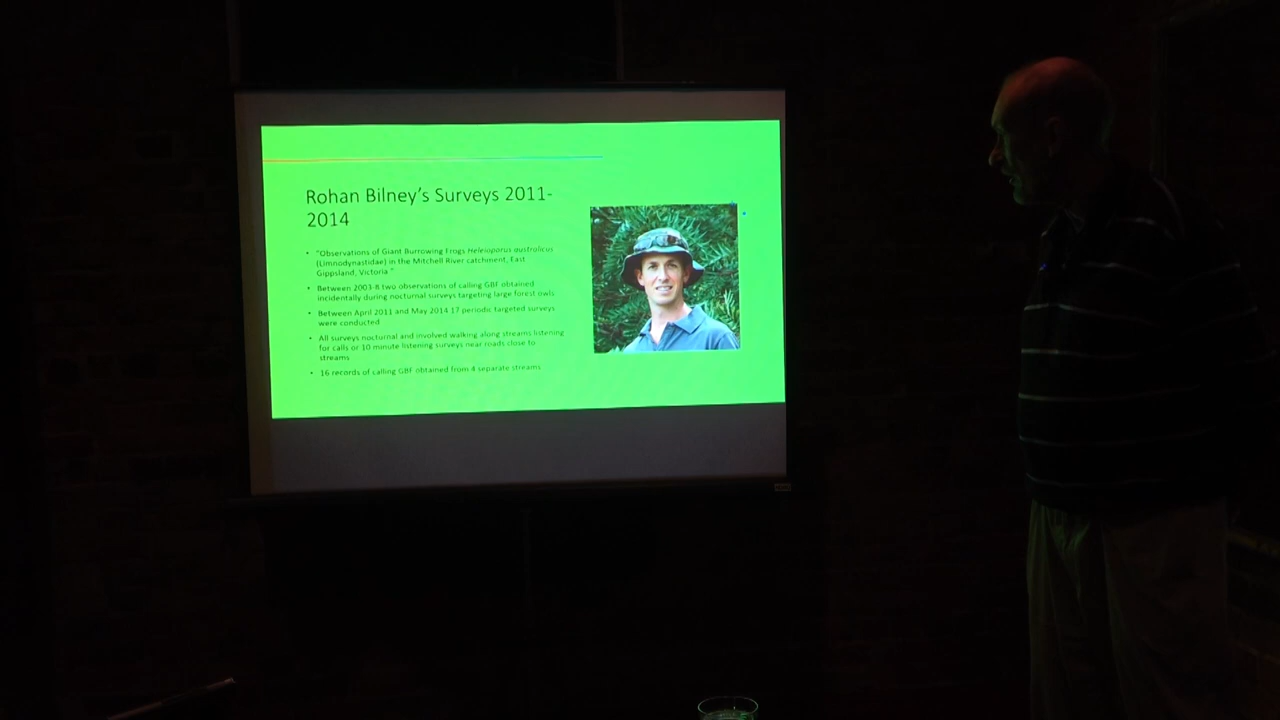 Rohan Bilney's Surveys 2011-
2014
• "Observations of Giant Burrowing Frogs Heleioporus australicus
(Limnodynastidae) in the Mitchell River catchment, East
Gippsland, Victoria."
• Between 2003-8 two observations of calling GBF obtained
incidentally during nocturnal surveys targeting large forest owls
• Between April 2011 and May 2014 17 periodic targeted surveys
were conducted
• All surveys nocturnal and involved walking along streams listening
for calls or 10 minute listening surveys near roads close to
streams
• 16 records of calling GBF obtained from 4 separate streams